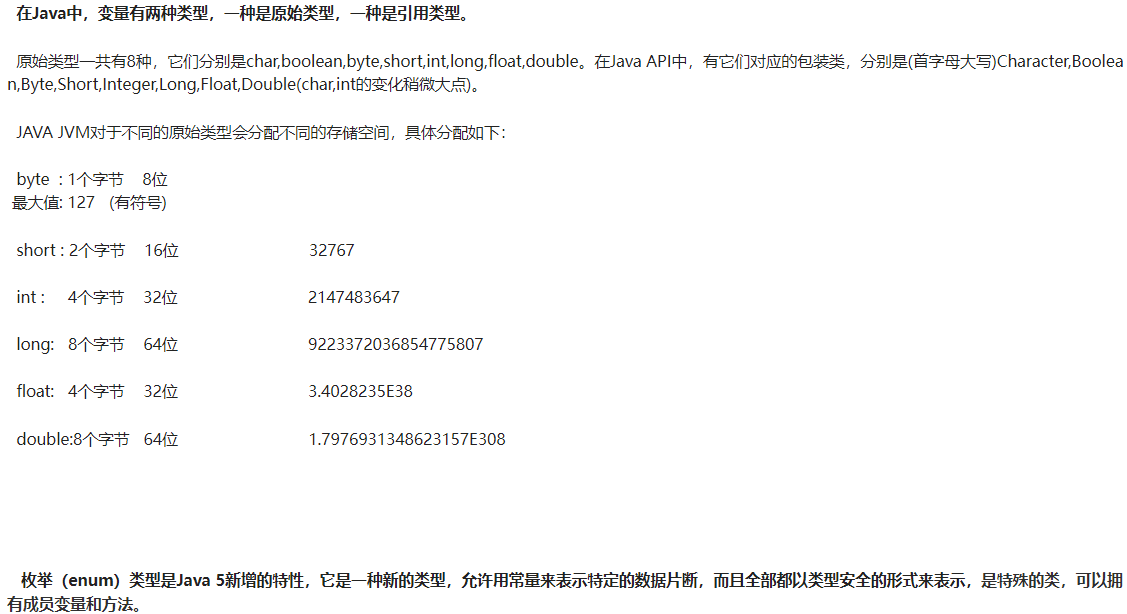 在Java中，变量有两种类型，一种是原始类型，一种是引用类型。
原始类型一共有8种，它们分别是char,boolean,byte,short,int,long,float,double。在Java API中，有它们对应的包装类，分别是(首字母大写)Character,Boolea
n,Byte,Short,Integer,Long,Float,Double(char,int的变化稍微大点)。
JAVA JVM对于不同的原始类型会分配不同的存储空间，具体分配如下：
byte : 1个字节 8位
最大值: 127 (有符号)
short : 2个字节 16位 32767
int : 4个字节 32位 2147483647
long: 8个字节 64位 9223372036854775807
float: 4个字节 32位 3.4028235E38
double:8个字节 64位 1.7976931348623157E308
枚举（enum）类型是Java 5新增的特性，它是一种新的类型，允许用常量来表示特定的数据片断，而且全部都以类型安全的形式来表示，是特殊的类，可以拥
有成员变量和方法。